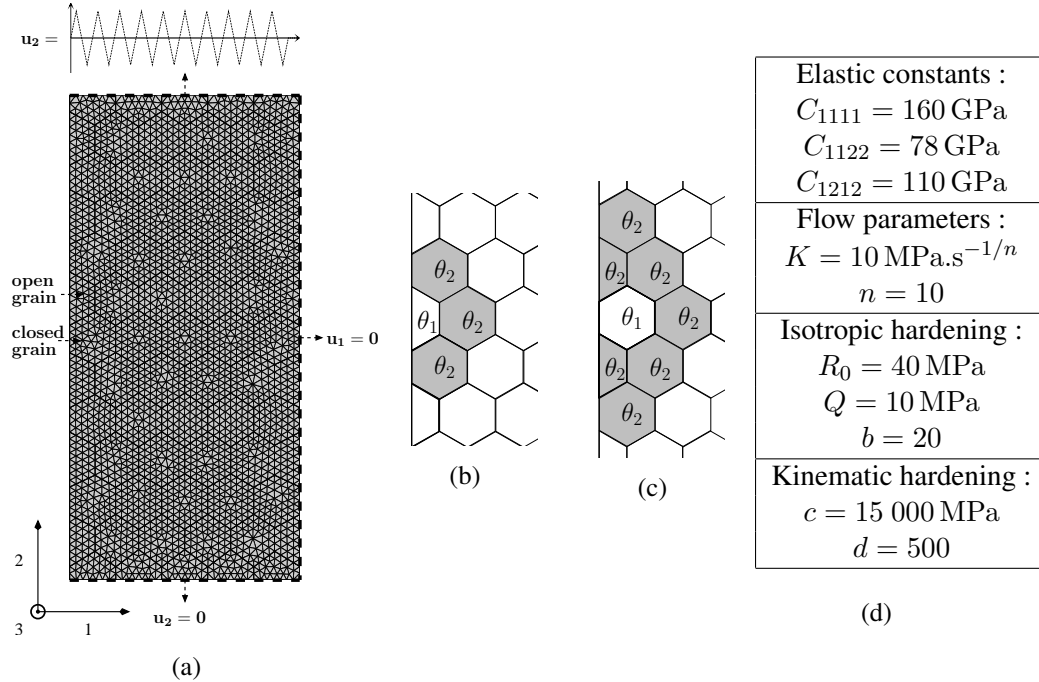 u₂ =
open
grain
closed
grain
u₁ = 0
2
3
1
u₂ = 0
(a)
θ₂
θ₁
θ₂
θ₂
(b)
θ₂
θ₂
θ₂
θ₁
θ₂
θ₂
θ₂
θ₂
(c)
Elastic constants :
C₁₁₁₁ = 160 GPa
C₁₁₂₂ = 78 GPa
C₁₂₁₂ = 110 GPa
Flow parameters :
K = 10 MPa.s^{−1/n}
n = 10
Isotropic hardening :
R₀ = 40 MPa
Q = 10 MPa
b = 20
Kinematic hardening :
c = 15 000 MPa
d = 500
(d)